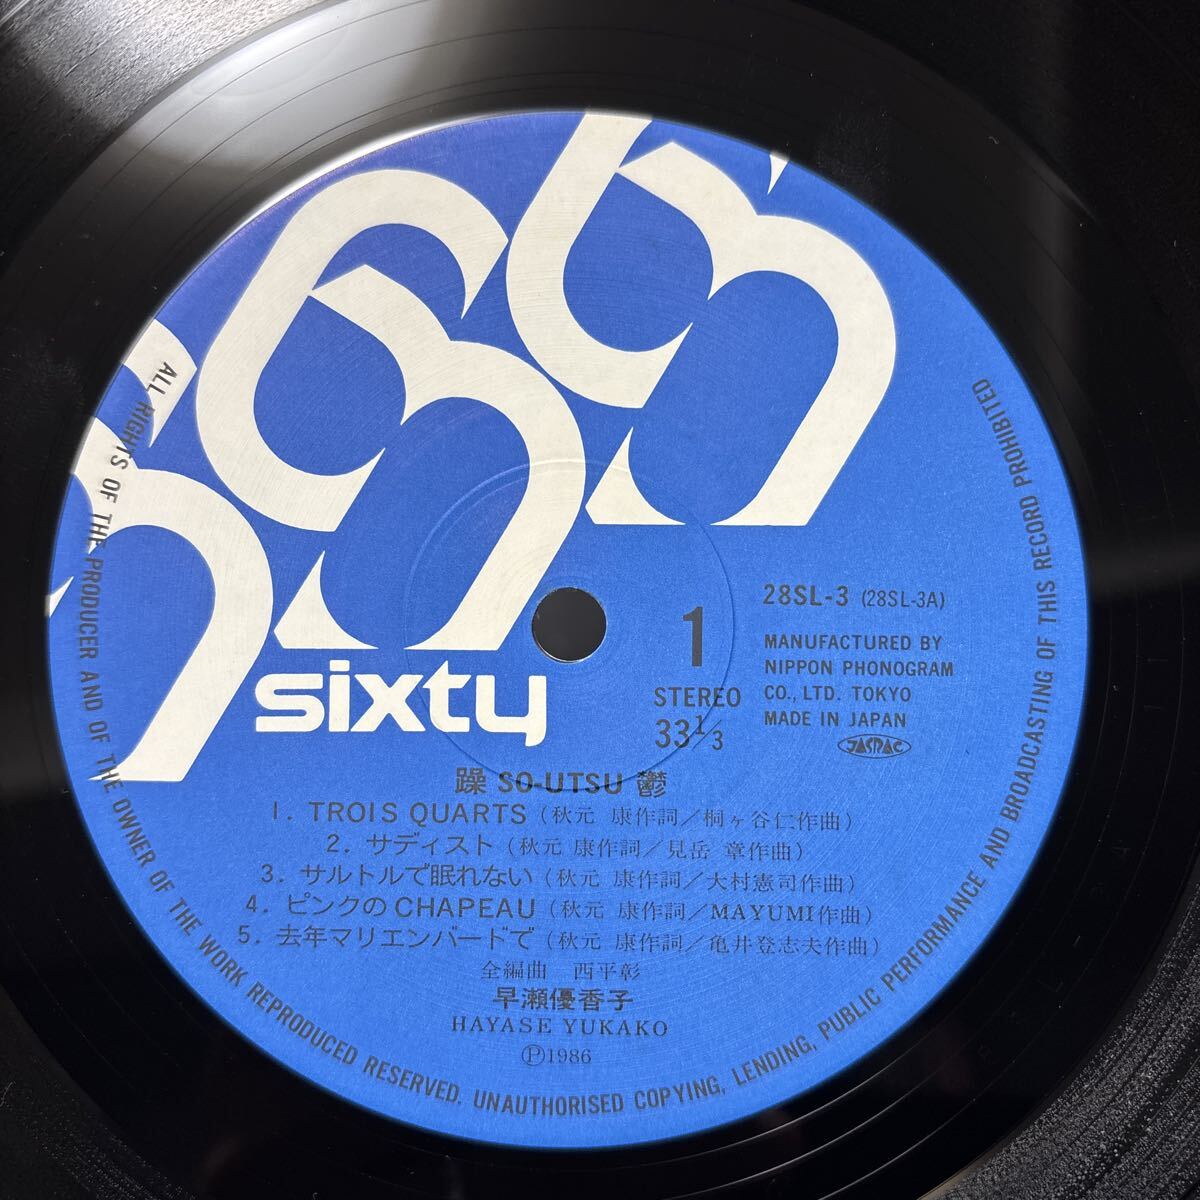 sixty
1
STEREO
33 1/3
28SL-3 (28SL-3A)
MANUFACTURED BY
NIPPON PHONOGRAM
CO., LTD. TOKYO
MADE IN JAPAN
JASRAC
躁 SO-UTSU 鬱
1. TROIS QUARTS (秋元 康作詞/桐ヶ谷仁作曲)
2. サディスト (秋元 康作詞/見岳 章作曲)
3. サルトルで眠れない (秋元 康作詞/大村憲司作曲)
4. ピンクのCHAPEAU (秋元 康作詞/MAYUMI作曲)
5. 去年マリエンバードで (秋元 康作詞/亀井登志夫作曲)
全編曲 西平彰
早瀬優香子
HAYASE YUKAKO
Ⓟ1986
ALL RIGHTS OF THE PRODUCER AND OF THE OWNER OF THE WORK REPRODUCED RESERVED. UNAUTHORISED COPYING, LENDING, PUBLIC PERFORMANCE AND BROADCASTING OF THIS RECORD PROHIBITED